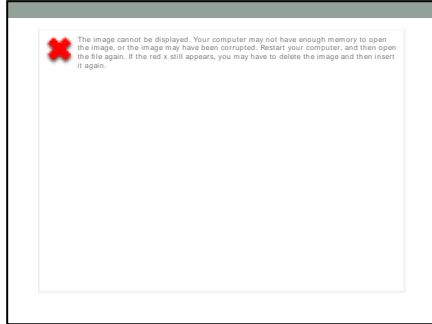 The image cannot be displayed. Your computer may not have enough memory to open
the image, or the image may have been corrupted. Restart your computer, and then open
the file again. If the red x still appears, you may have to delete the image and then insert
it again.